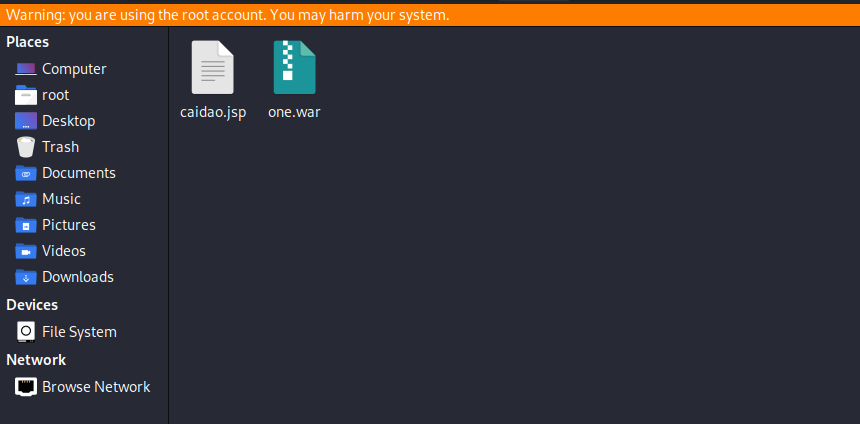 Warning: you are using the root account. You may harm your system.
Places
Computer
root
Desktop
Trash
Documents
Music
Pictures
Videos
Downloads
Devices
File System
Network
Browse Network
caidao.jsp
one.war